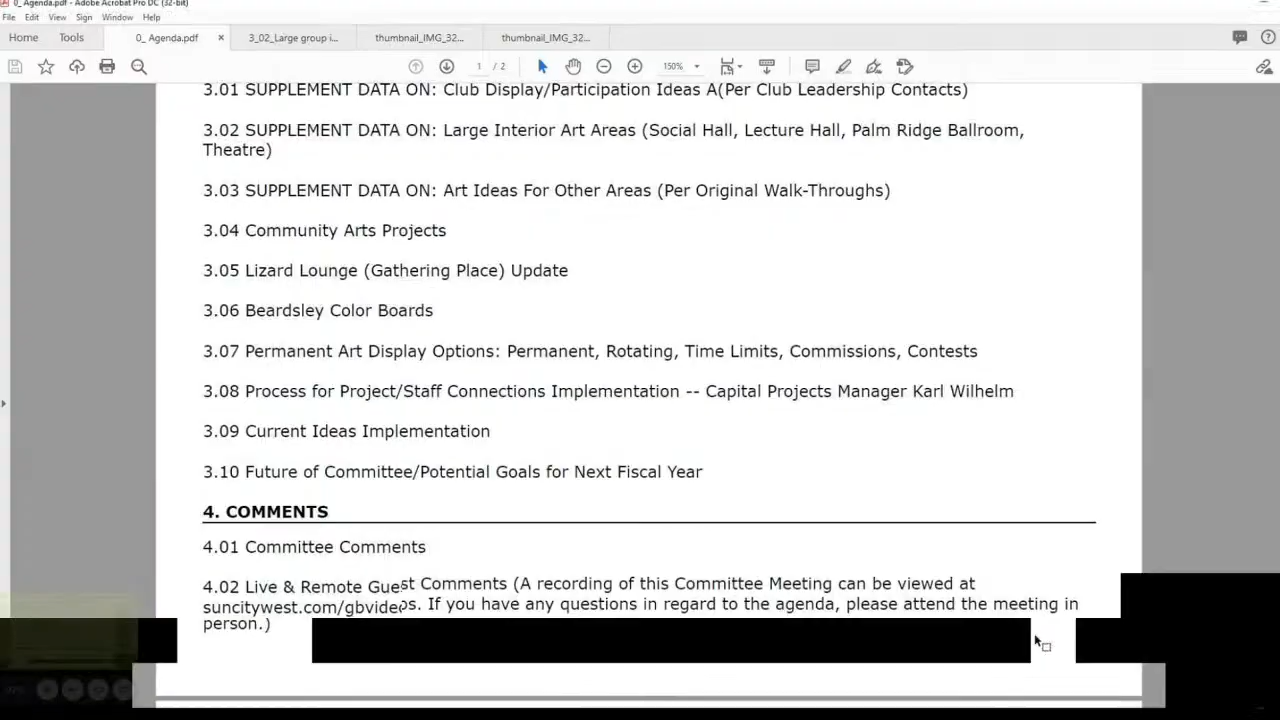 0_ Agenda.pdf - Adobe Acrobat Pro DC (32-bit)
File Edit View Sign Window Help
Home Tools 0_ Agenda.pdf × 3_02_Large group i... thumbnail_IMG_32... thumbnail_IMG_32...
1 / 2 150%
3.01 SUPPLEMENT DATA ON: Club Display/Participation Ideas A(Per Club Leadership Contacts)
3.02 SUPPLEMENT DATA ON: Large Interior Art Areas (Social Hall, Lecture Hall, Palm Ridge Ballroom,
Theatre)
3.03 SUPPLEMENT DATA ON: Art Ideas For Other Areas (Per Original Walk-Throughs)
3.04 Community Arts Projects
3.05 Lizard Lounge (Gathering Place) Update
3.06 Beardsley Color Boards
3.07 Permanent Art Display Options: Permanent, Rotating, Time Limits, Commissions, Contests
3.08 Process for Project/Staff Connections Implementation -- Capital Projects Manager Karl Wilhelm
3.09 Current Ideas Implementation
3.10 Future of Committee/Potential Goals for Next Fiscal Year
4. COMMENTS
4.01 Committee Comments
4.02 Live & Remote Guest Comments (A recording of this Committee Meeting can be viewed at
suncitywest.com/gbvideos. If you have any questions in regard to the agenda, please attend the meeting in
person.)